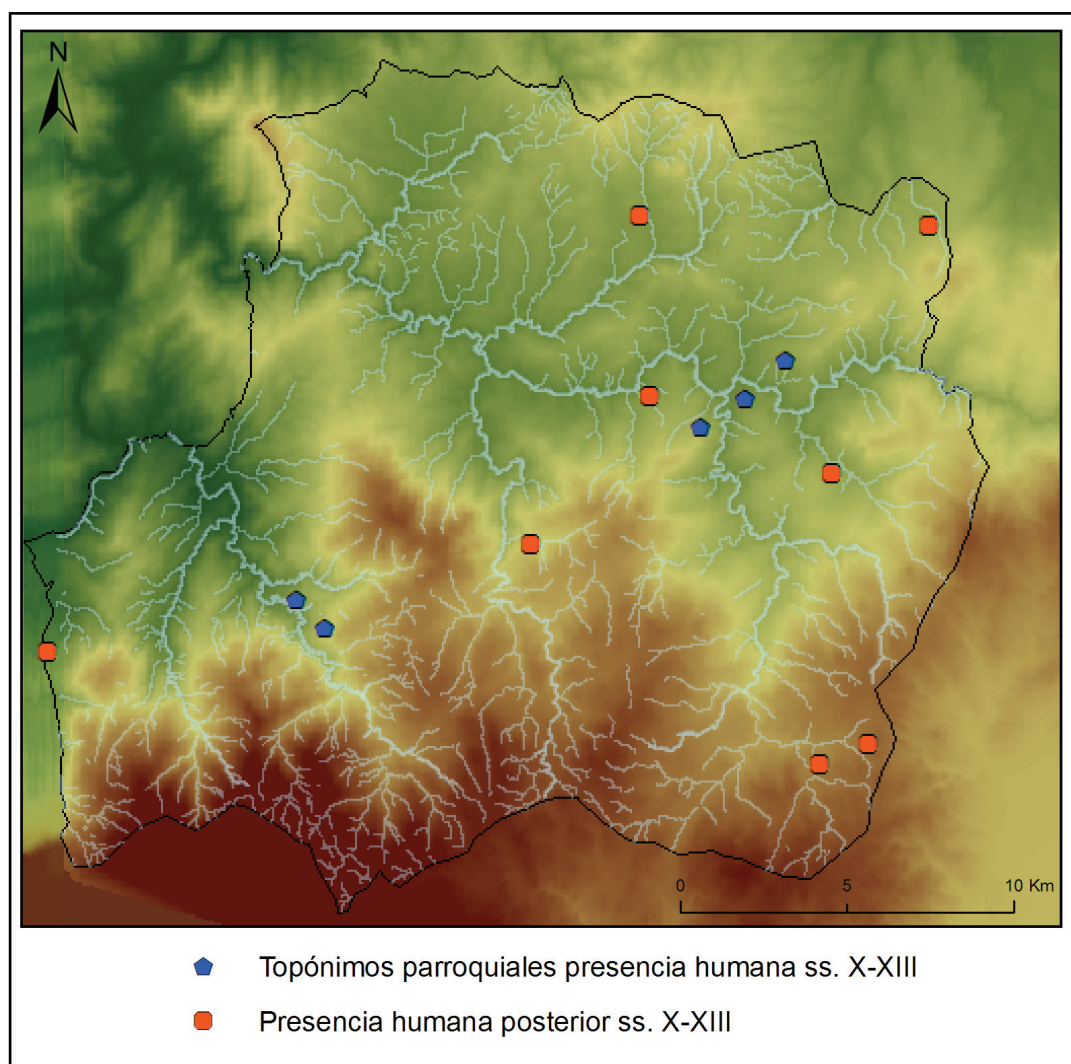 N
0 5 10 Km
Topónimos parroquiales presencia humana ss. X-XIII
Presencia humana posterior ss. X-XIII